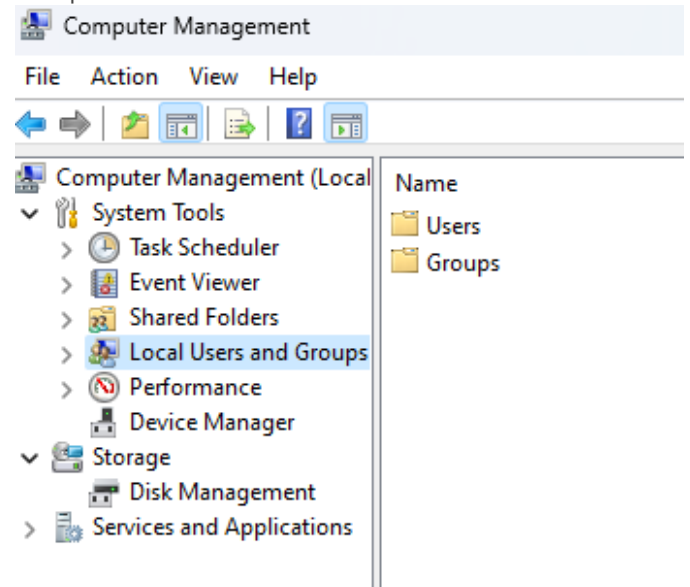 Computer Management
File Action View Help
Computer Management (Local
Name
System Tools
Users
Task Scheduler
Groups
Event Viewer
Shared Folders
Local Users and Groups
Performance
Device Manager
Storage
Disk Management
Services and Applications